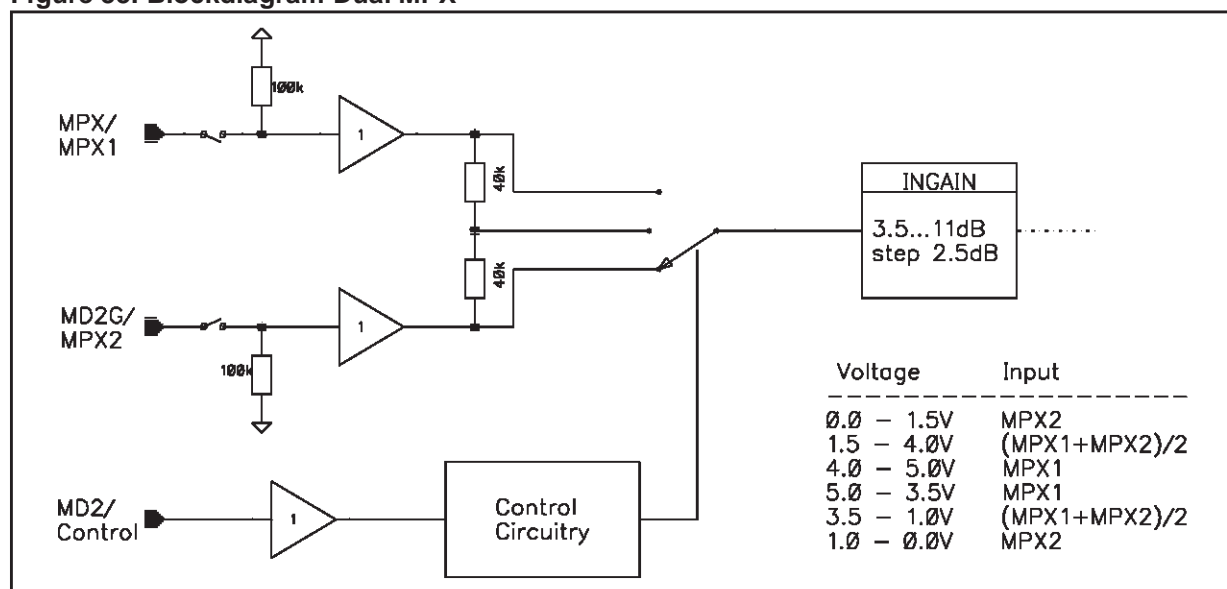 Figure 33. Blockdiagram Dual MPX
100k
MPX/
MPX1
1
40k
INGAIN
3.5...11dB
step 2.5dB
40k
MD2G/
MPX2
1
100k
Voltage Input
0.0 – 1.5V MPX2
1.5 – 4.0V (MPX1+MPX2)/2
4.0 – 5.0V MPX1
5.0 – 3.5V MPX1
3.5 – 1.0V (MPX1+MPX2)/2
1.0 – 0.0V MPX2
MD2/
Control
1
Control
Circuitry